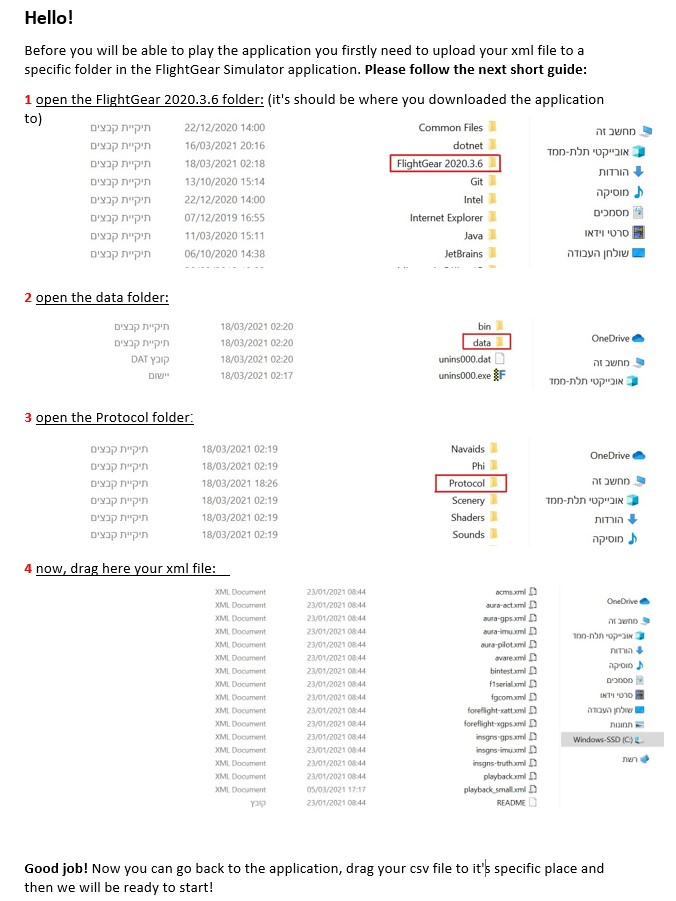 Hello!
Before you will be able to play the application you firstly need to upload your xml file to a
specific folder in the FlightGear Simulator application. Please follow the next short guide:
1 open the FlightGear 2020.3.6 folder: (it's should be where you downloaded the application
to)
תיקיית קבצים 22/12/2020 14:00 Common Files
תיקיית קבצים 16/03/2021 20:16 dotnet
תיקיית קבצים 18/03/2021 02:18 FlightGear 2020.3.6
תיקיית קבצים 13/10/2020 15:14 Git
תיקיית קבצים 22/12/2020 14:00 Intel
תיקיית קבצים 07/12/2019 16:55 Internet Explorer
תיקיית קבצים 11/03/2020 15:11 Java
תיקיית קבצים 06/10/2020 14:38 JetBrains
מחשב זה
אובייקטי תלת-ממד
הורדות
מוסיקה
מסמכים
סרטי וידאו
שולחן העבודה
2 open the data folder:
תיקיית קבצים 18/03/2021 02:20 bin
תיקיית קבצים 18/03/2021 02:20 data
קובץ DAT 18/03/2021 02:20 unins000.dat
יישום 18/03/2021 02:17 unins000.exe
OneDrive
מחשב זה
אובייקטי תלת-ממד
3 open the Protocol folder:
תיקיית קבצים 18/03/2021 02:19 Navaids
תיקיית קבצים 18/03/2021 02:19 Phi
תיקיית קבצים 18/03/2021 18:26 Protocol
תיקיית קבצים 18/03/2021 02:19 Scenery
תיקיית קבצים 18/03/2021 02:19 Shaders
תיקיית קבצים 18/03/2021 02:19 Sounds
OneDrive
מחשב זה
אובייקטי תלת-ממד
הורדות
מוסיקה
4 now, drag here your xml file:
XML Document 23/01/2021 08:44 acms.xml
XML Document 23/01/2021 08:44 aura-act.xml
XML Document 23/01/2021 08:44 aura-gps.xml
XML Document 23/01/2021 08:44 aura-imu.xml
XML Document 23/01/2021 08:44 aura-pilot.xml
XML Document 23/01/2021 08:44 avare.xml
XML Document 23/01/2021 08:44 bintest.xml
XML Document 23/01/2021 08:44 f1serial.xml
XML Document 23/01/2021 08:44 fgcom.xml
XML Document 23/01/2021 08:44 foreflight-xatt.xml
XML Document 23/01/2021 08:44 foreflight-xgps.xml
XML Document 23/01/2021 08:44 insgns-gps.xml
XML Document 23/01/2021 08:44 insgns-imu.xml
XML Document 23/01/2021 08:44 insgns-truth.xml
XML Document 23/01/2021 08:44 playback.xml
XML Document 05/03/2021 17:17 playback_small.xml
קובץ 23/01/2021 08:44 README
OneDrive
מחשב זה
אובייקטי תלת-ממד
הורדות
מוסיקה
מסמכים
סרטי וידאו
שולחן העבודה
תמונות
Windows-SSD (C:)
רשת
Good job! Now you can go back to the application, drag your csv file to it's specific place and
then we will be ready to start!